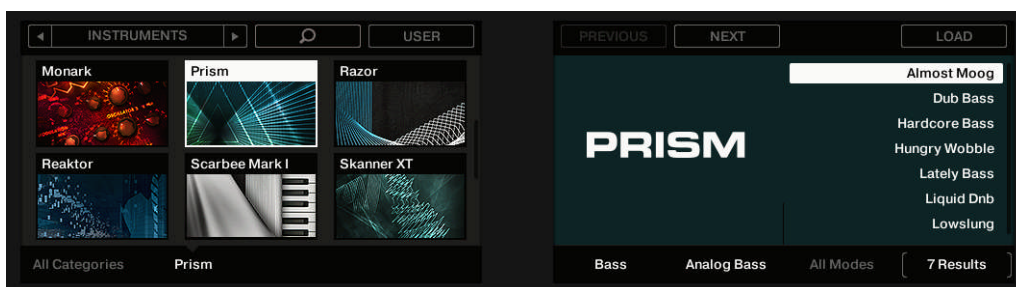 INSTRUMENTS
USER
Monark
Prism
Razor
Reaktor
Scarbee Mark I
Skanner XT
All Categories
Prism
PREVIOUS
NEXT
LOAD
PRISM
Almost Moog
Dub Bass
Hardcore Bass
Hungry Wobble
Lately Bass
Liquid Dnb
Lowslung
Bass
Analog Bass
All Modes
7 Results